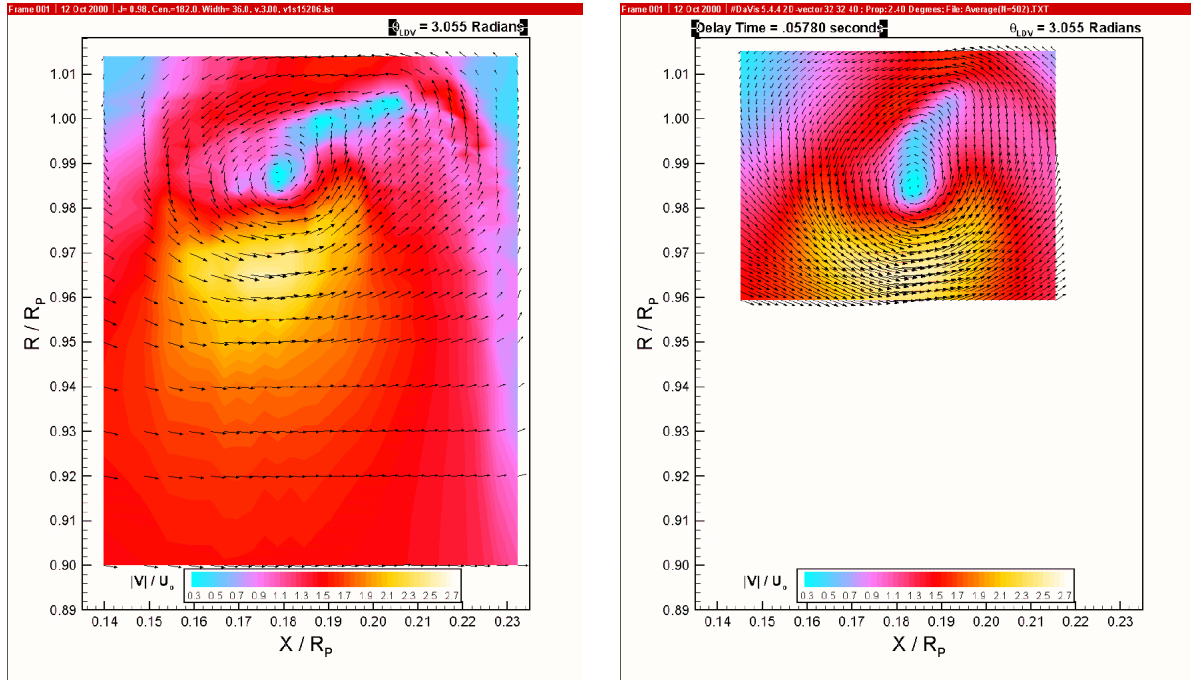 Frame 001 | 12 Oct 2000 | J= 0.98, Cen.=182.0, Width= 36.0, v.3.00, v1s15206.lst
θLDV = 3.055 Radians
1.01
1.00
0.99
0.98
0.97
0.96
0.95
0.94
0.93
0.92
0.91
0.90
0.89
R / RP
|V| / Uo
0.3 0.5 0.7 0.9 1.1 1.3 1.5 1.7 1.9 2.1 2.3 2.5 2.7
0.14 0.15 0.16 0.17 0.18 0.19 0.20 0.21 0.22 0.23
X / RP
Frame 001 | 12 Oct 2000 | #DaVis 5.4.4 2D-vector 32 32 40 : Prop:2.40 Degrees; File: Average(N=502).TXT
Delay Time = .05780 seconds θLDV = 3.055 Radians
1.01
1.00
0.99
0.98
0.97
0.96
0.95
0.94
0.93
0.92
0.91
0.90
0.89
R / RP
|V| / Uo
0.3 0.5 0.7 0.9 1.1 1.3 1.5 1.7 1.9 2.1 2.3 2.5 2.7
0.14 0.15 0.16 0.17 0.18 0.19 0.20 0.21 0.22 0.23
X / RP